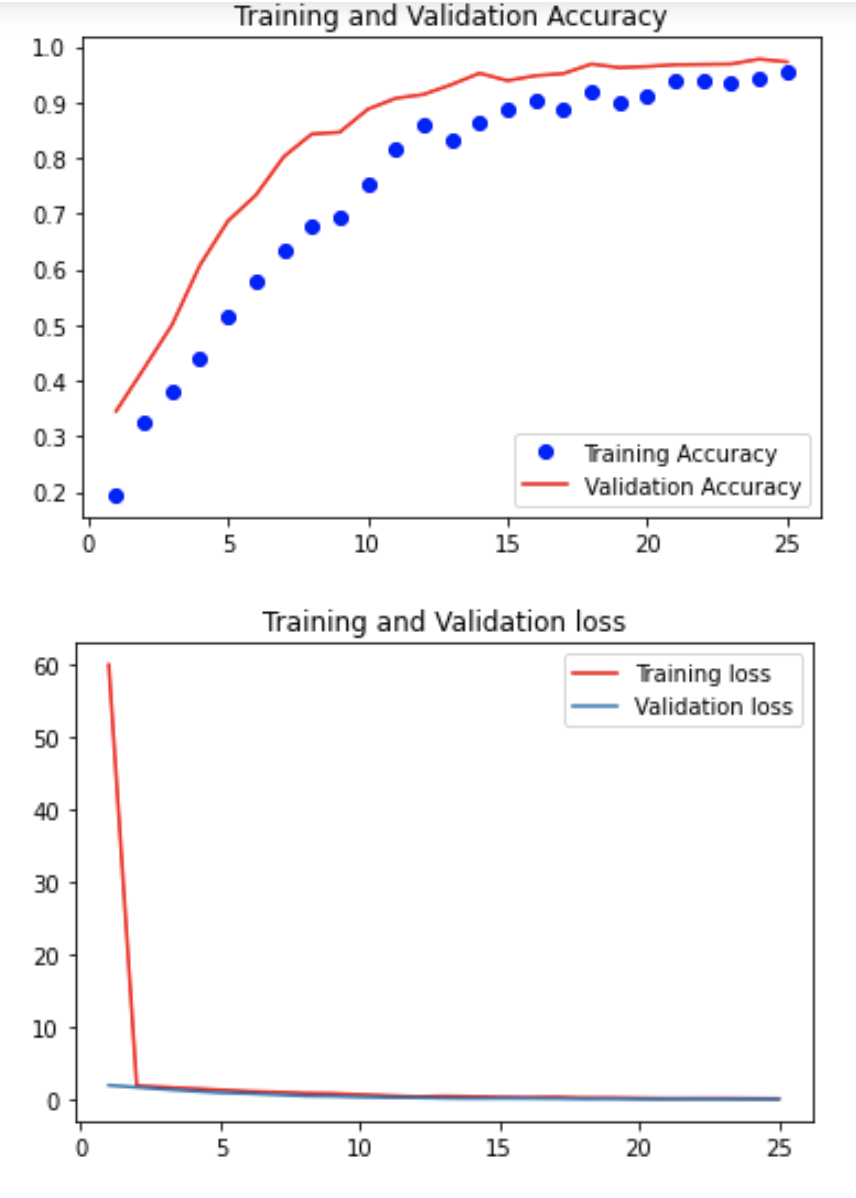 Training and Validation Accuracy
1.0
0.9
0.8
0.7
0.6
0.5
0.4
0.3
0.2
Training Accuracy
Validation Accuracy
0 5 10 15 20 25
Training and Validation loss
60
50
40
30
20
10
0
Training loss
Validation loss
0 5 10 15 20 25